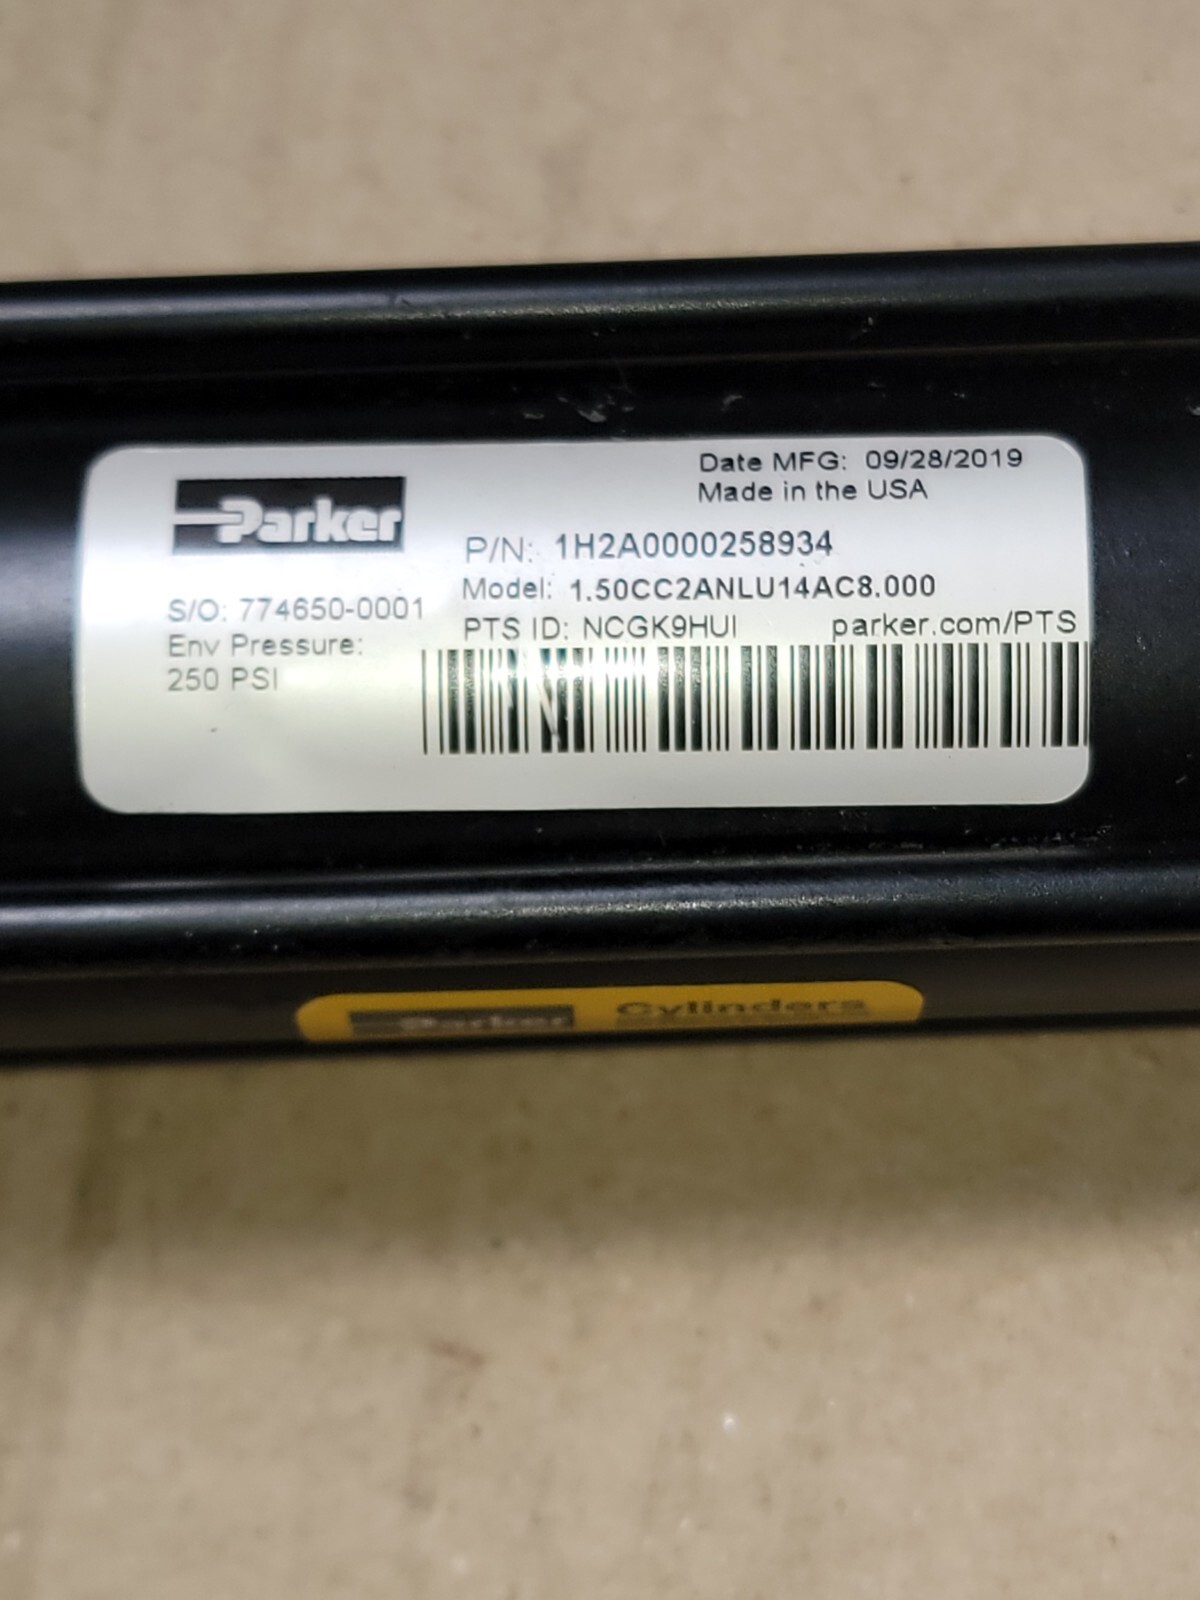 Date MFG: 09/28/2019
Made in the USA
Parker
P/N: 1H2A0000258934
Model: 1.50CC2ANLU14AC8.000
S/O: 774650-0001
PTS ID: NCGK9HUI parker.com/PTS
Env Pressure:
250 PSI
Parker Cylinders